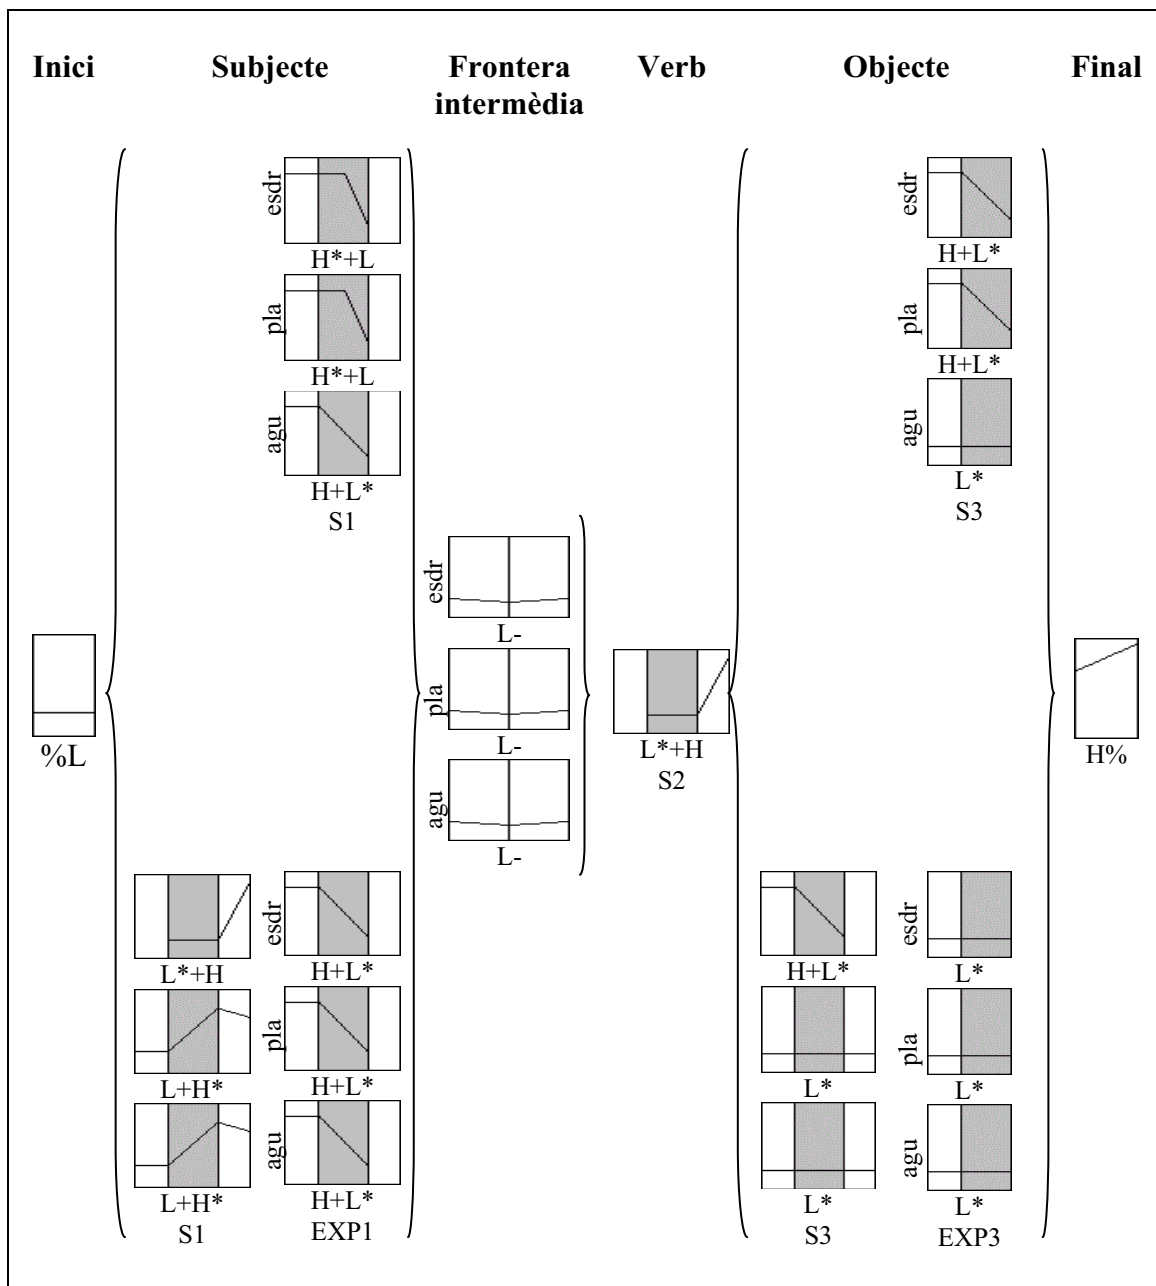 Inici Subjecte Frontera intermèdia Verb Objecte Final
esdr
H*+L
pla
H*+L
agu
H+L*
S1
esdr
H+L*
pla
H+L*
agu
L*
S3
esdr
L-
pla
L-
agu
L-
%L
L*+H
S2
H%
esdr
L*+H H+L*
pla
L+H* H+L*
agu
L+H* H+L*
S1 EXP1
esdr
H+L* L*
pla
L* L*
agu
L* L*
S3 EXP3